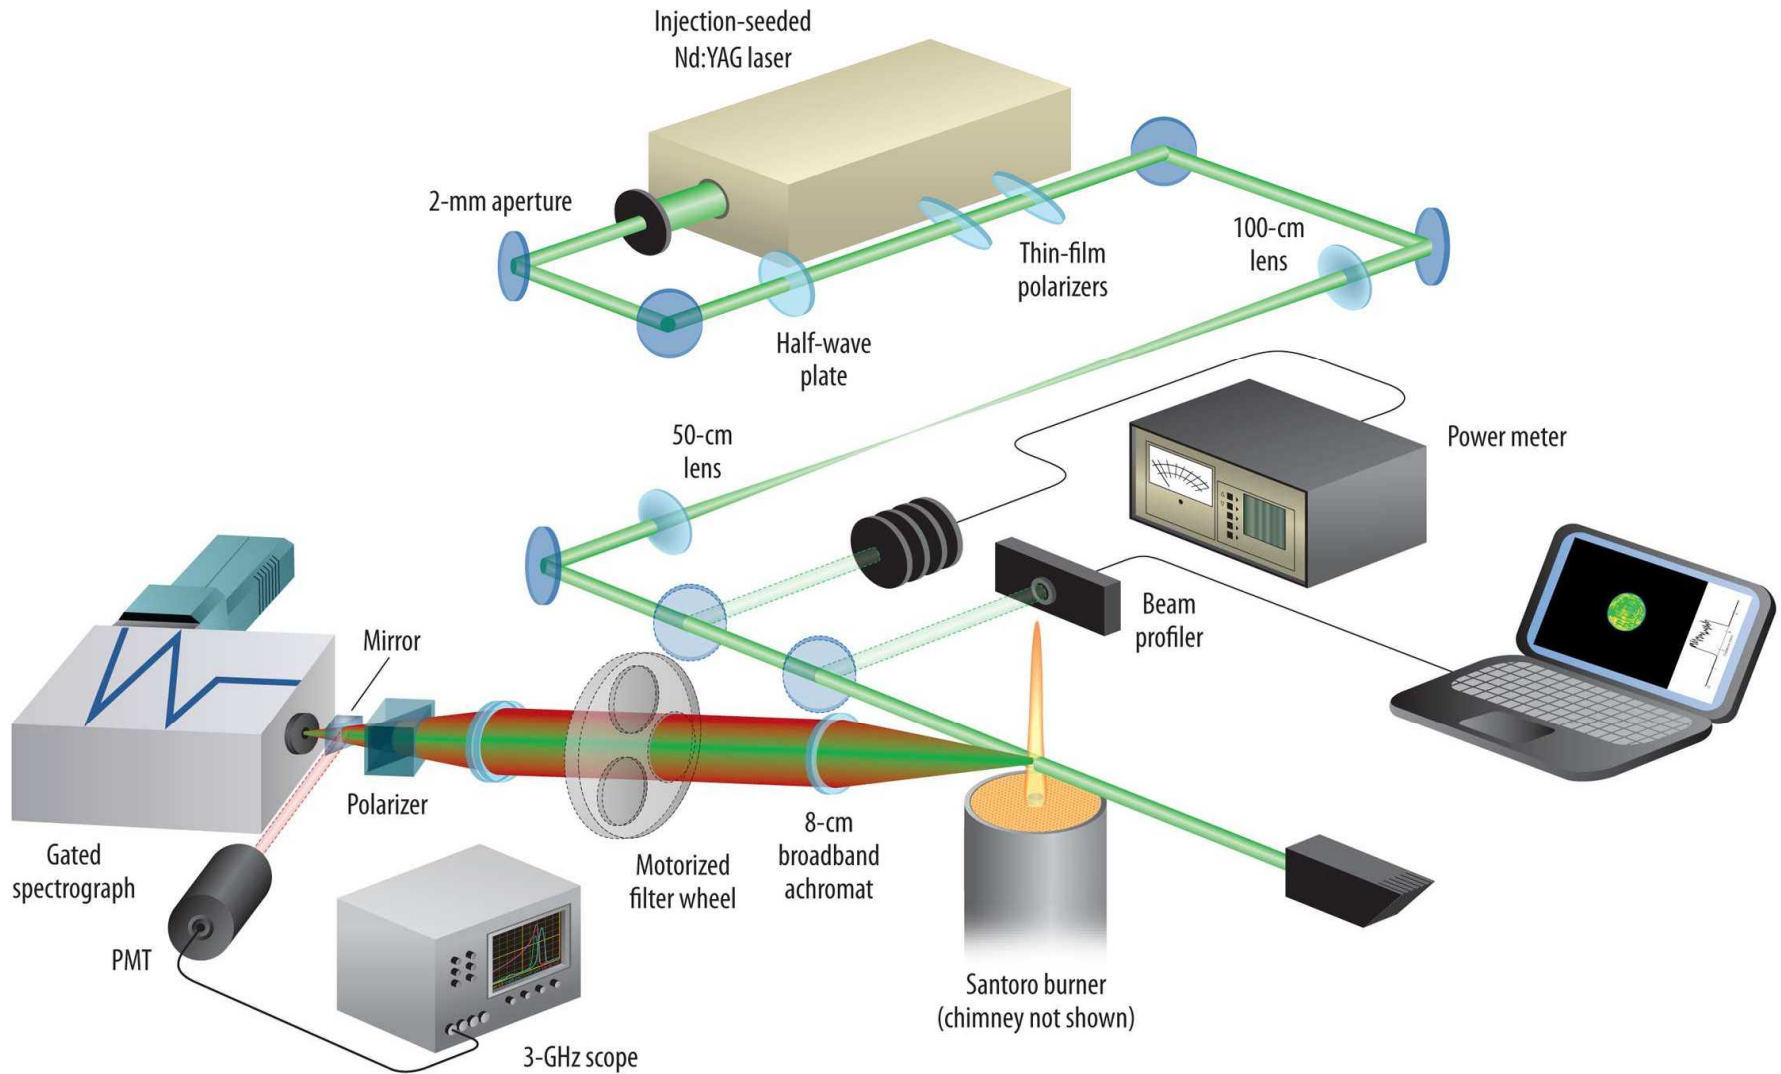 Injection-seeded
Nd:YAG laser
2-mm aperture
Thin-film
polarizers
100-cm
lens
Half-wave
plate
50-cm
lens
Power meter
Beam
profiler
Mirror
Polarizer
Gated
spectrograph
PMT
Motorized
filter wheel
8-cm
broadband
achromat
Santoro burner
(chimney not shown)
3-GHz scope